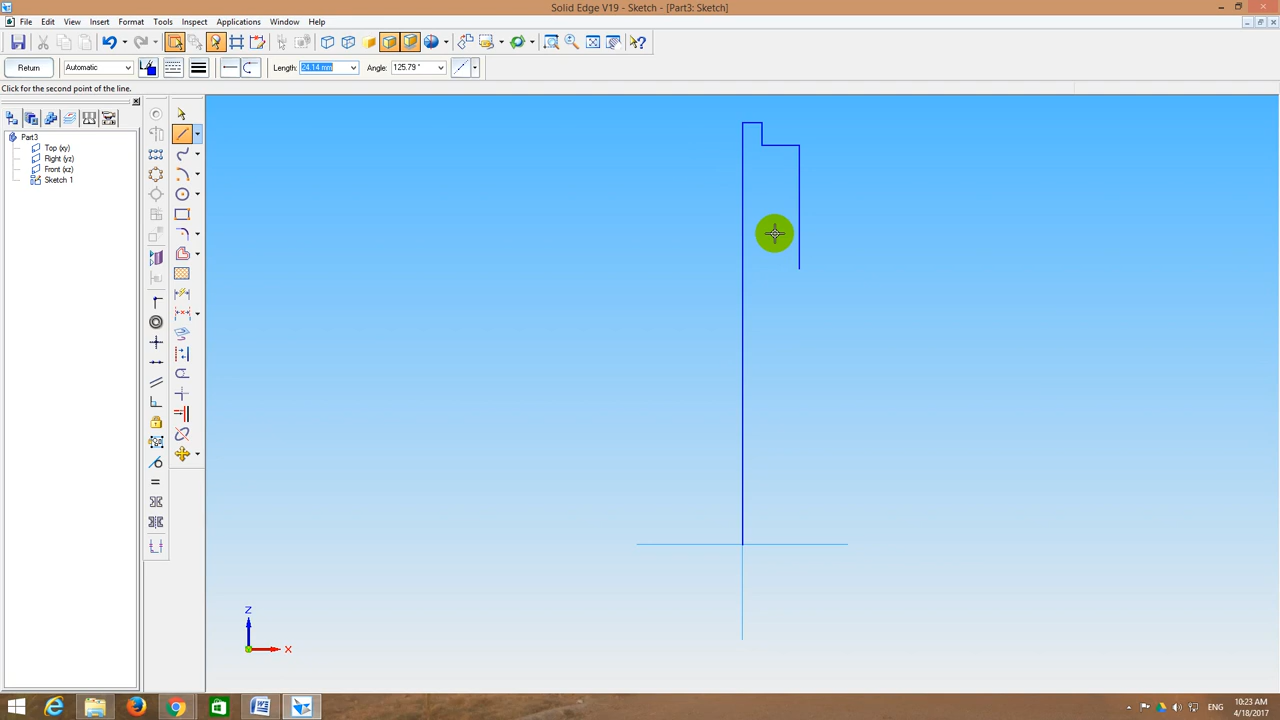 Solid Edge V19 - Sketch - [Part3: Sketch]
File Edit View Insert Format Tools Inspect Applications Window Help
Return Automatic Length: 24.14 mm Angle: 125.79 °
Click for the second point of the line.
Part3
Top (xy)
Right (yz)
Front (xz)
Sketch 1
Z
X
ENG
10:23 AM
4/18/2017